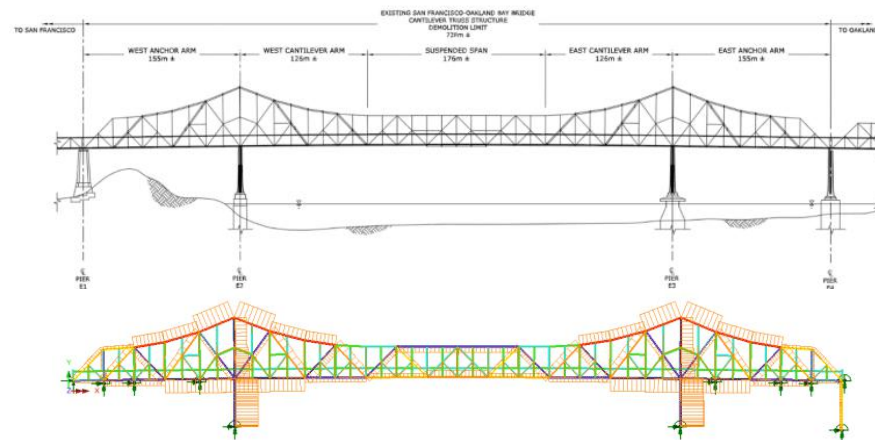 EXISTING SAN FRANCISCO-OAKLAND BAY BRIDGE
CANTILEVER TRUSS STRUCTURE
DEMOLITION LIMIT
TO SAN FRANCISCO
TO OAKLAND
WEST ANCHOR ARM
155m ±
WEST CANTILEVER ARM
126m ±
SUSPENDED SPAN
176m ±
EAST CANTILEVER ARM
126m ±
EAST ANCHOR ARM
155m ±
PIER
E1
PIER
E2
PIER
E3
PIER
X